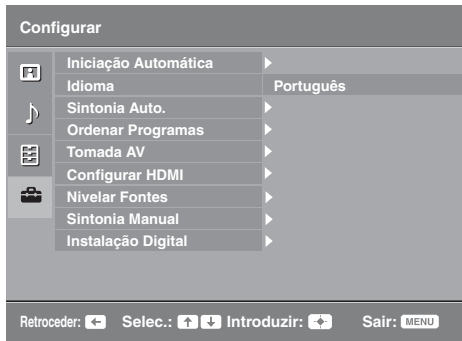 Configurar
Iniciação Automática
Idioma Português
Sintonia Auto.
Ordenar Programas
Tomada AV
Configurar HDMI
Nivelar Fontes
Sintonia Manual
Instalação Digital
Retroceder: Selec.: Introduzir: Sair: MENU